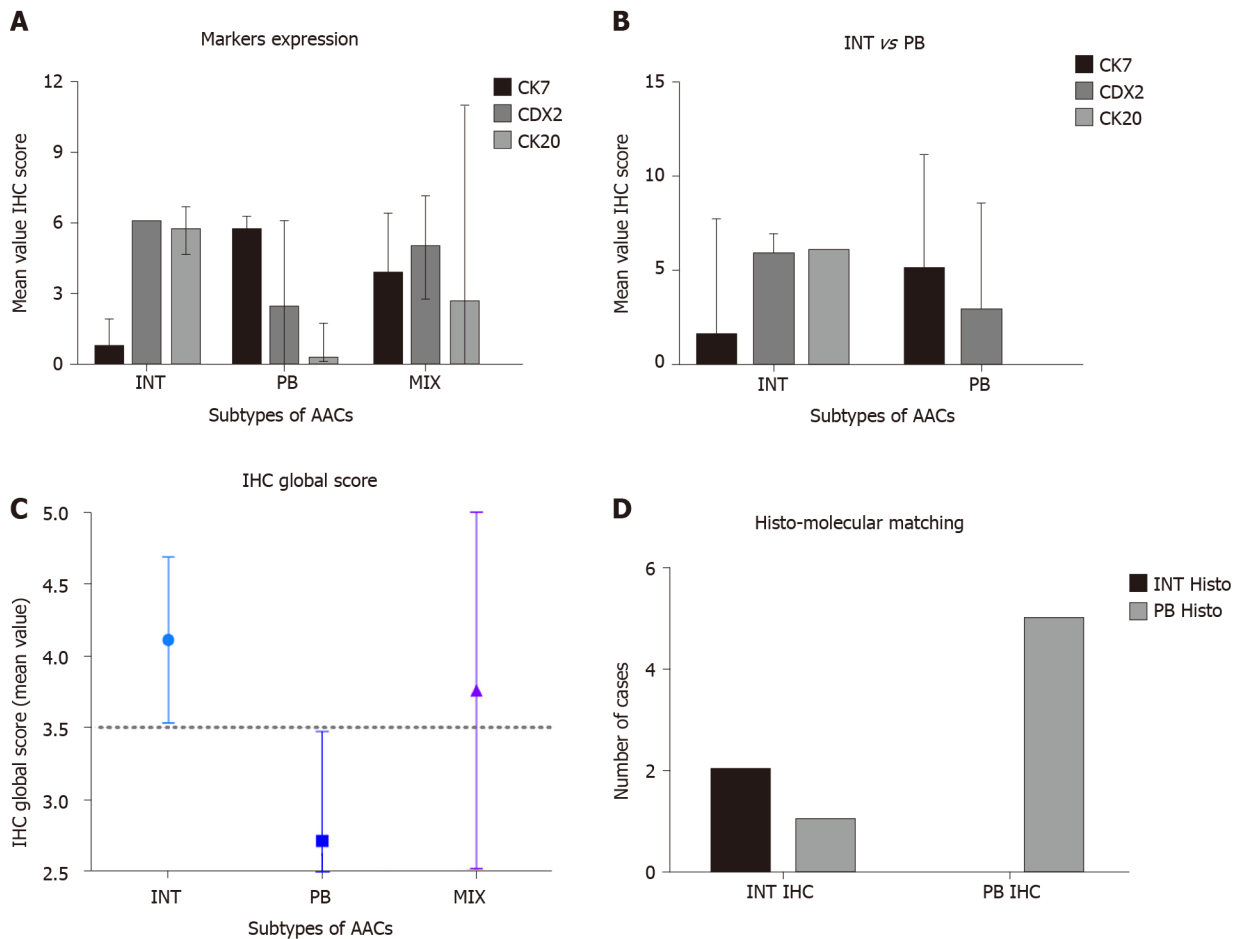 A
Markers expression
CK7
CDX2
CK20
Mean value IHC score
12
9
6
3
0
INT
PB
MIX
Subtypes of AACs
B
INT vs PB
CK7
CDX2
CK20
Mean value IHC score
15
10
5
0
INT
PB
Subtypes of AACs
C
IHC global score
IHC global score (mean value)
5.0
4.5
4.0
3.5
3.0
2.5
INT
PB
MIX
Subtypes of AACs
D
Histo-molecular matching
INT Histo
PB Histo
Number of cases
6
4
2
0
INT IHC
PB IHC